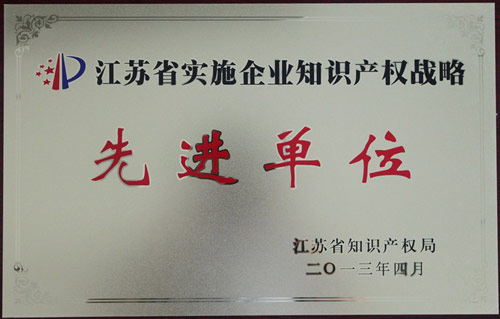 江苏省实施企业知识产权战略
先进单位
江苏省知识产权局
二〇一三年四月